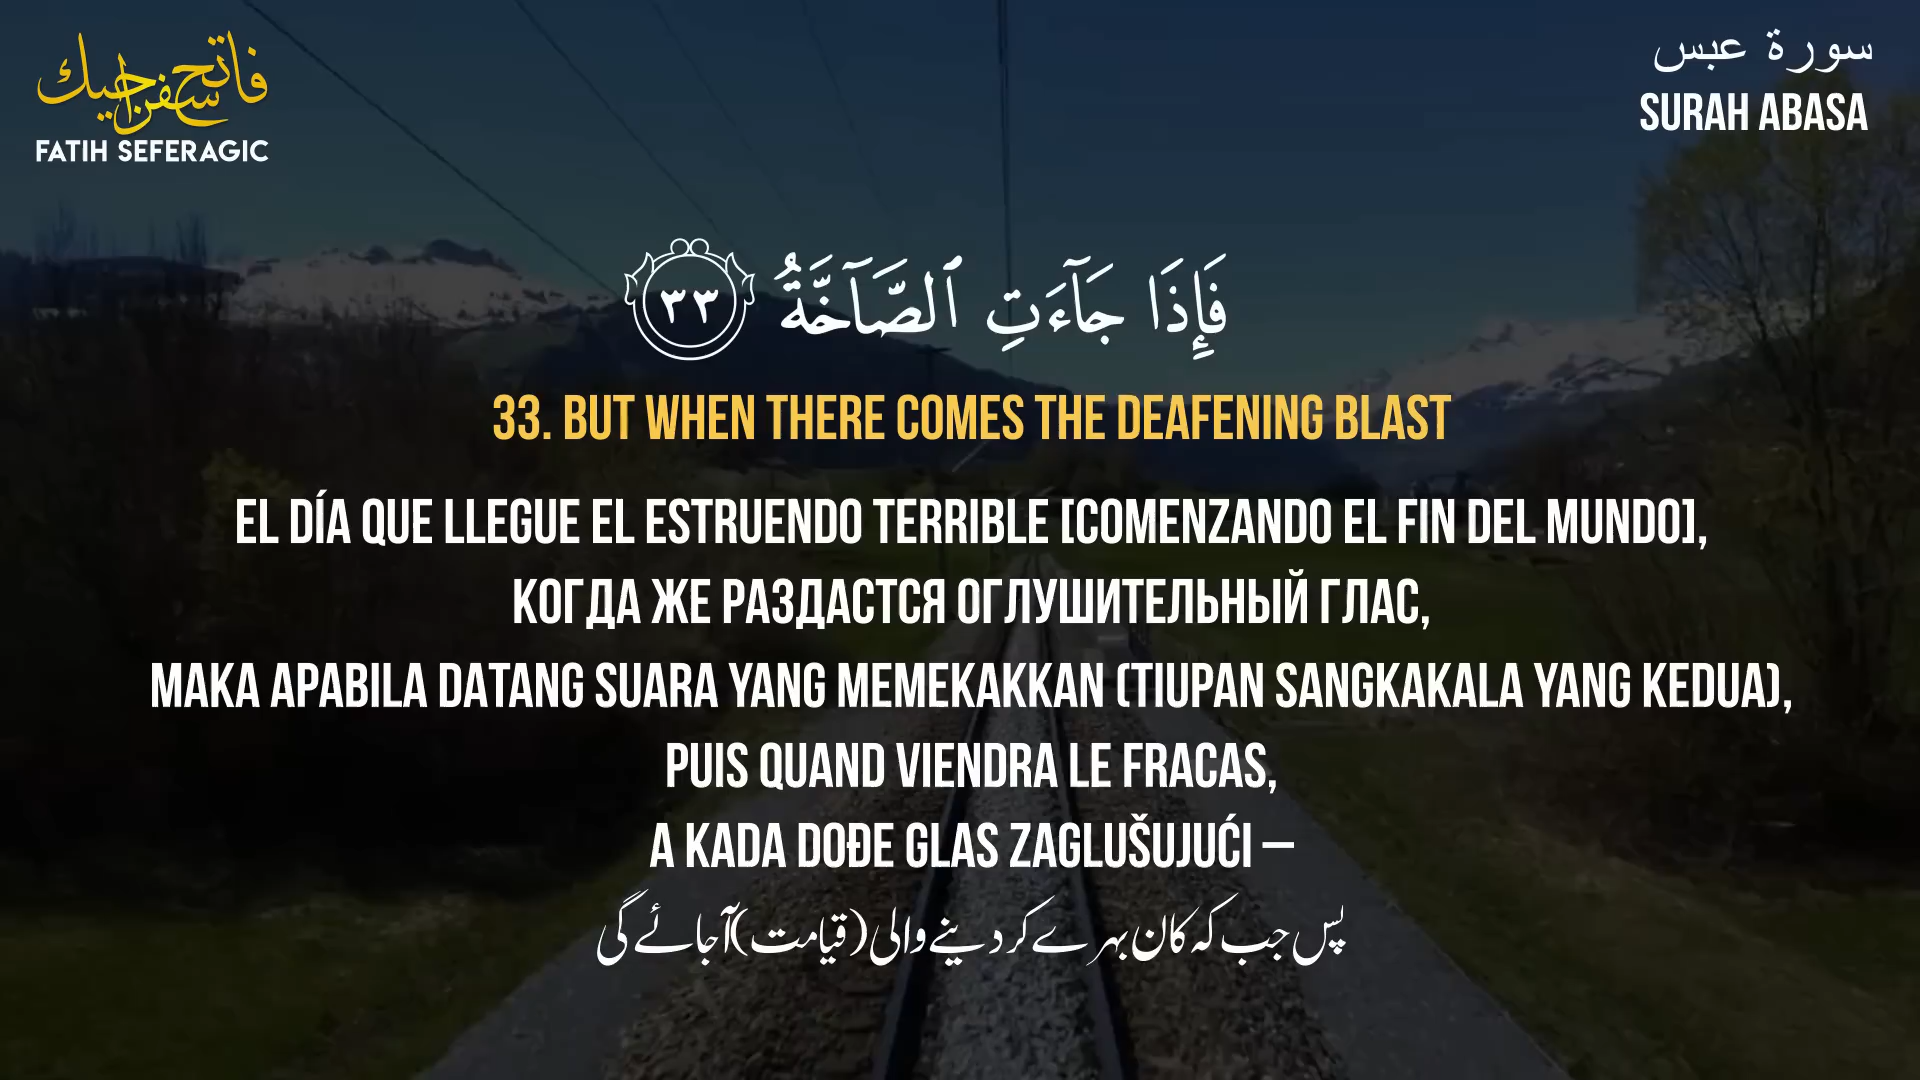 فاتح سفراجيك
FATIH SEFERAGIC
سورة عبس
SURAH ABASA
فَإِذَا جَآءَتِ ٱلصَّآخَّةُ ٣٣
33. BUT WHEN THERE COMES THE DEAFENING BLAST
EL DÍA QUE LLEGUE EL ESTRUENDO TERRIBLE [COMENZANDO EL FIN DEL MUNDO],
КОГДА ЖЕ РАЗДАСТСЯ ОГЛУШИТЕЛЬНЫЙ ГЛАС,
MAKA APABILA DATANG SUARA YANG MEMEKAKKAN (TIUPAN SANGKAKALA YANG KEDUA),
PUIS QUAND VIENDRA LE FRACAS,
A KADA DOĐE GLAS ZAGLUŠUJUĆI –
پس جب کہ کان بہرے کر دینے والی (قیامت) آجائے گی